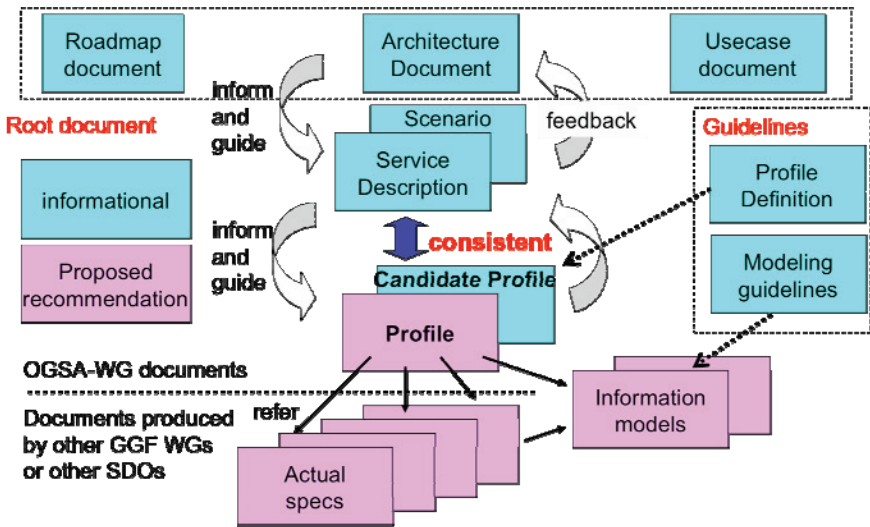 Roadmap
document
Architecture
Document
Usecase
document
inform
and
guide
Root document
Scenario
feedback
Service
Description
Guidelines
Profile
Definition
informational
inform
and
guide
consistent
Proposed
recommendation
Candidate Profile
Modeling
guidelines
Profile
OGSA-WG documents
refer
Documents produced
by other GGF WGs
or other SDOs
Information
models
Actual
specs